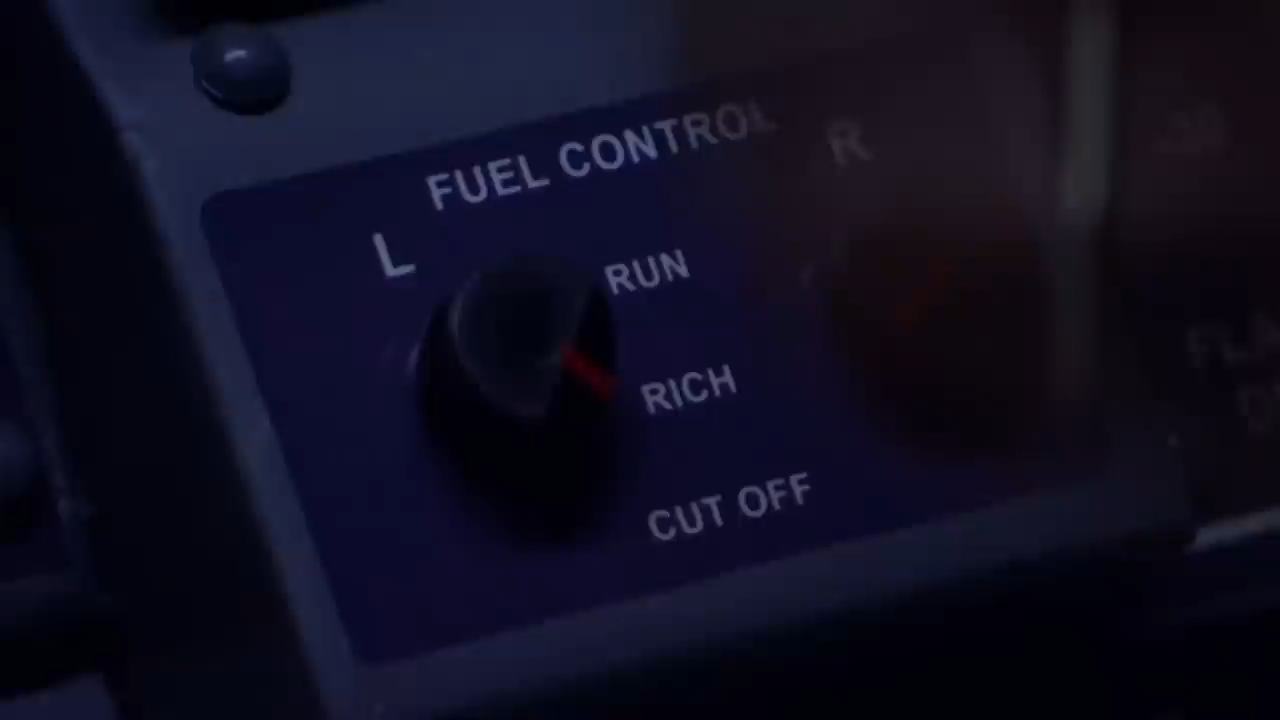 FUEL CONTROL
L
R
RUN
RICH
CUT OFF